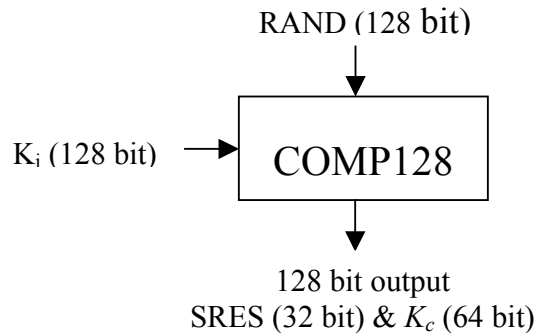 RAND (128 bit)
K_i (128 bit)
COMP128
128 bit output
SRES (32 bit) & K_c (64 bit)